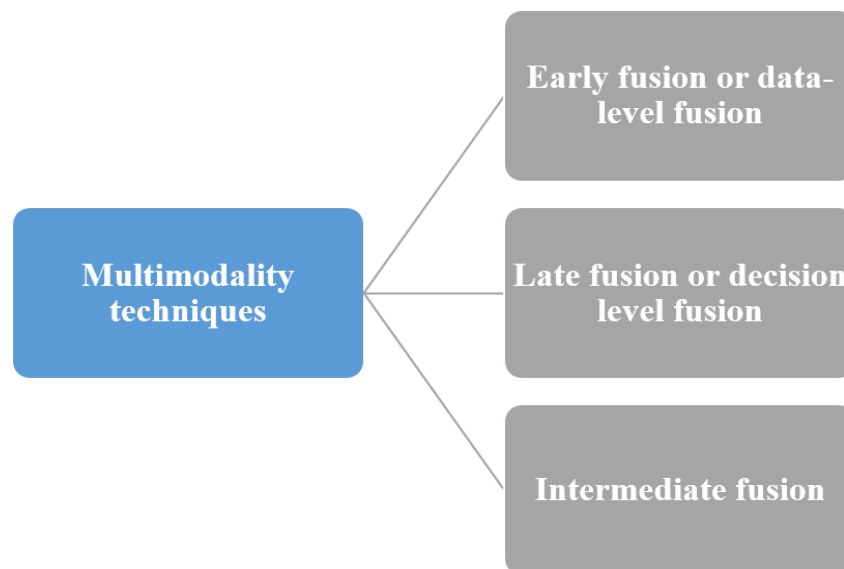 Early fusion or data-
level fusion
Multimodality
techniques
Late fusion or decision
level fusion
Intermediate fusion